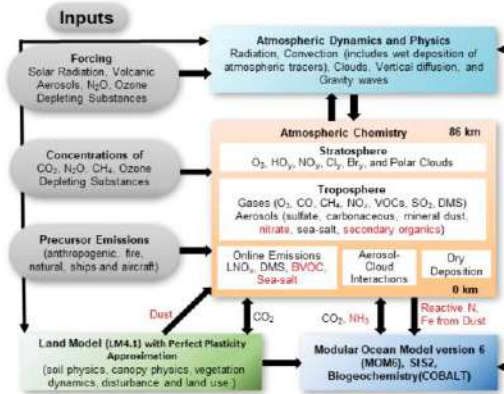 Inputs
Forcing
Solar Radiation, Volcanic
Aerosols, N₂O, Ozone
Depleting Substances
Concentrations of
CO₂, N₂O, CH₄, Ozone
Depleting Substances
Precursor Emissions
(anthropogenic, fire,
natural, ships and aircraft)
Atmospheric Dynamics and Physics
Radiation, Convection (includes wet deposition of
atmospheric tracers), Clouds, Vertical diffusion, and
Gravity waves
Atmospheric Chemistry 86 km
Stratosphere
O₃, HOy, NOy, Cly, Bry, and Polar Clouds
Troposphere
Gases (O₃, CO, CH₄, NOx, VOCs, SO₂, DMS)
Aerosols (sulfate, carbonaceous, mineral dust,
nitrate, sea-salt, secondary organics)
Online Emissions
LNOx, DMS, BVOC,
Sea-salt
Aerosol-
Cloud
Interactions
Dry
Deposition
0 km
Dust
CO₂
CO₂, NH₃
Reactive N,
Fe from Dust
Land Model (LM4.1) with Perfect Plasticity
Approximation
(soil physics, canopy physics, vegetation
dynamics, disturbance and land use )
Modular Ocean Model version 6
(MOM6), SIS2,
Biogeochemistry(COBALT)